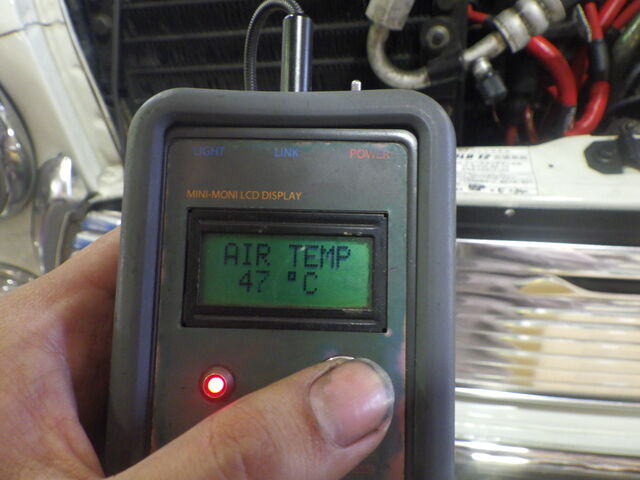 LIGHT LINK POWER
MINI-MONI LCD DISPLAY
AIR TEMP
47 °C